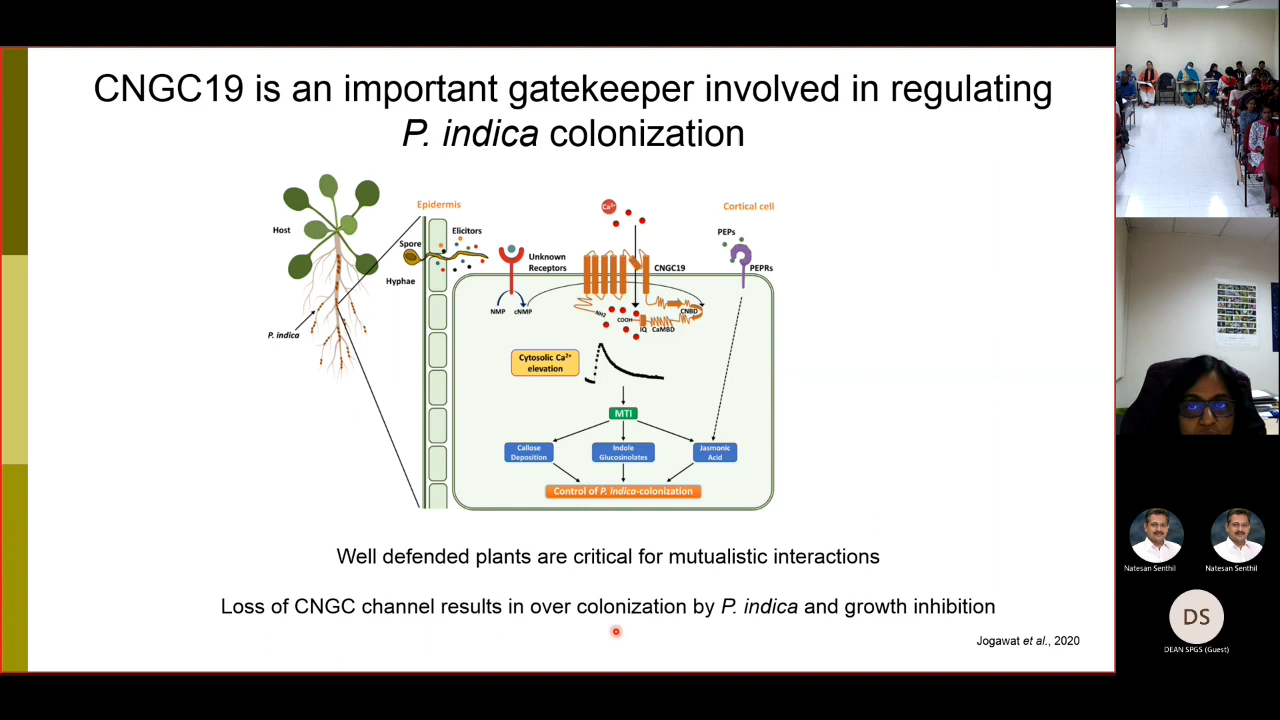 CNGC19 is an important gatekeeper involved in regulating
P. indica colonization
Host
P. indica
Epidermis
Spore
Elicitors
Hyphae
Unknown
Receptors
NMP
cNMP
Ca²⁺
CNGC19
NH2
COOH
IQ
CaMBD
CNBD
Cortical cell
PEPs
PEPRs
Cytosolic Ca²⁺
elevation
MTI
Callose
Deposition
Indole
Glucosinolates
Jasmonic
Acid
Control of P. indica-colonization
Well defended plants are critical for mutualistic interactions
Loss of CNGC channel results in over colonization by P. indica and growth inhibition
Jogawat et al., 2020
Natesan Senthil
Natesan Senthil
DS
DEAN SPGS (Guest)